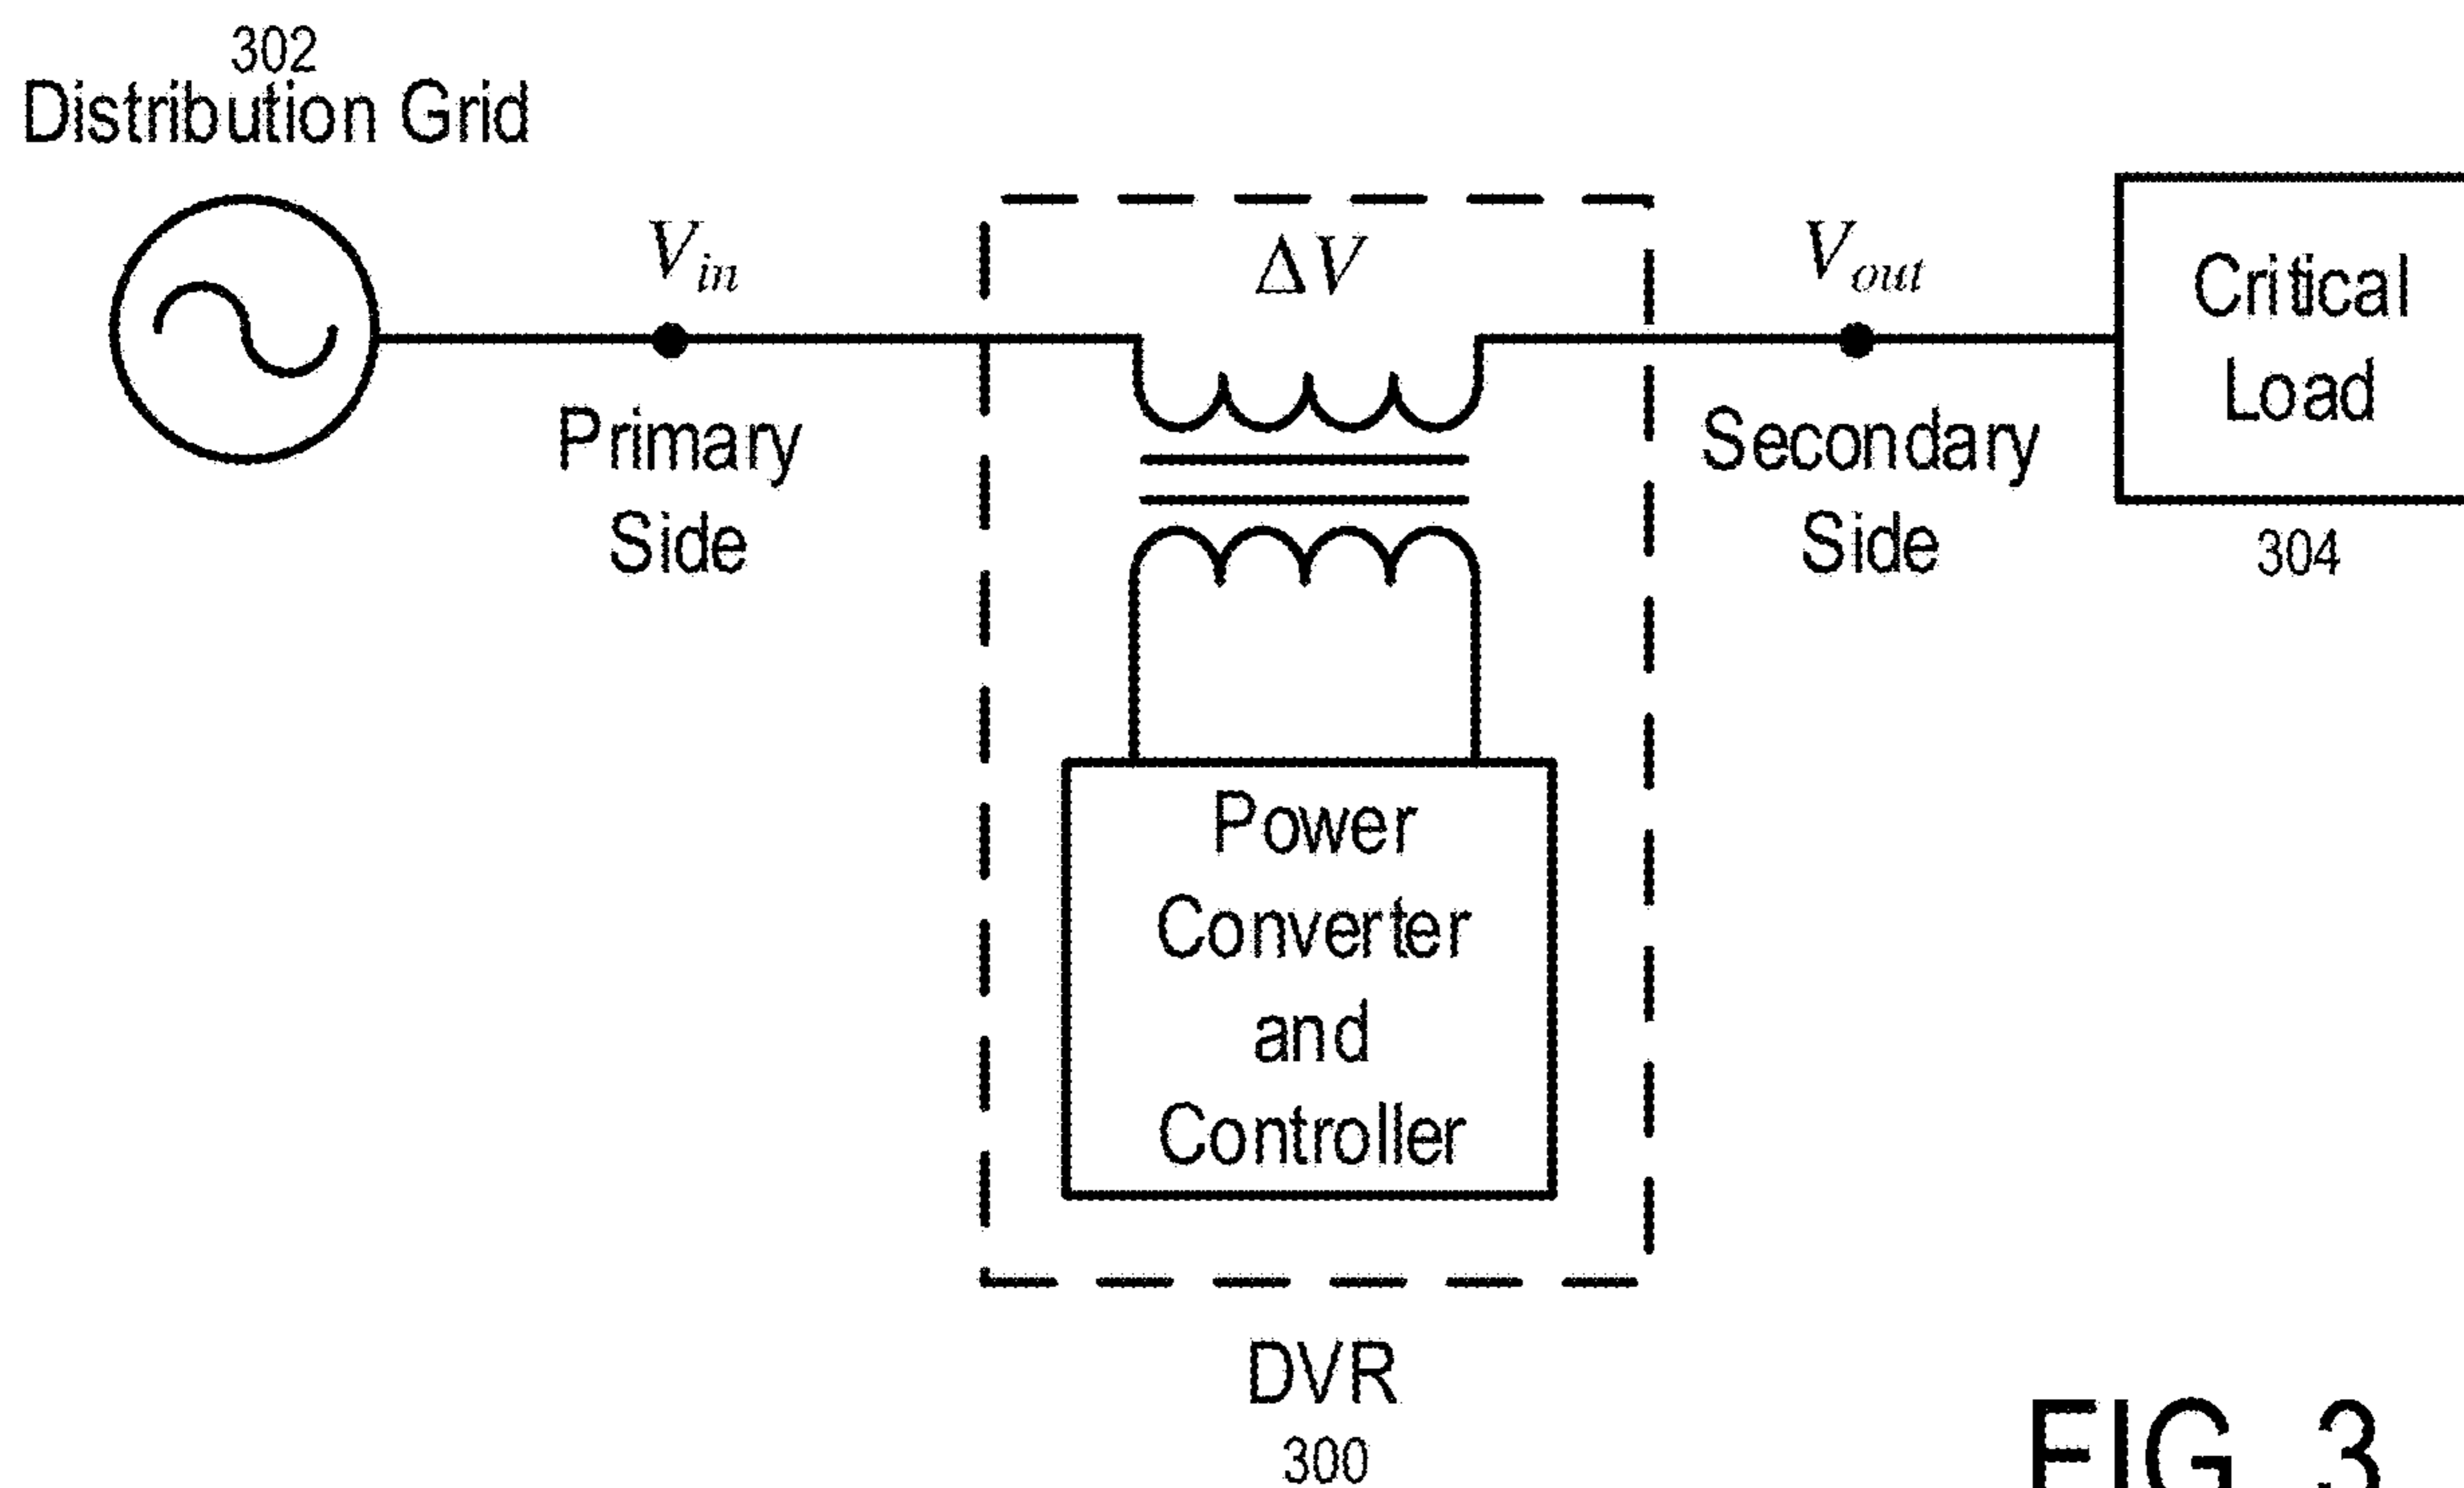 302
Distribution Grid
V_in
ΔV
V_out
Primary
Side
Secondary
Side
Critical
Load
304
Power
Converter
and
Controller
DVR
300
FIG. 3